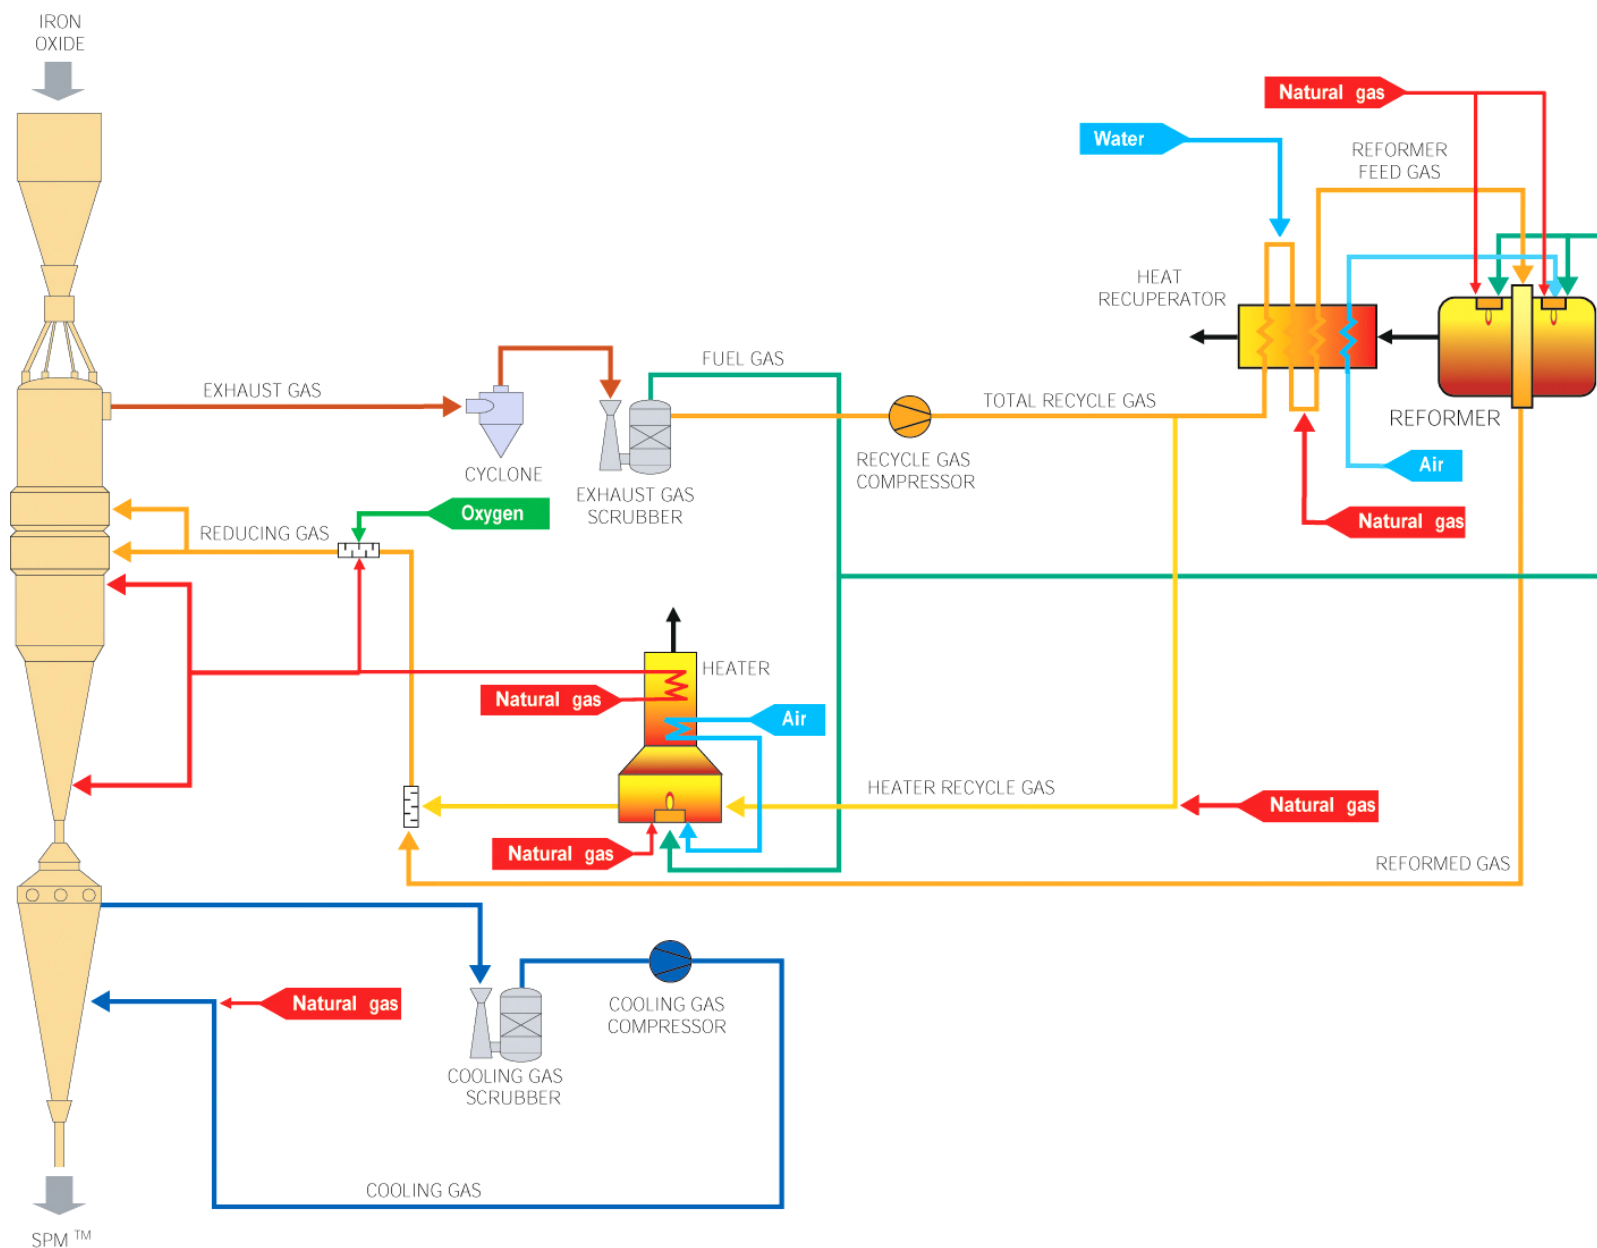 IRON
OXIDE
Natural gas
Water
REFORMER
FEED GAS
HEAT
RECUPERATOR
FUEL GAS
EXHAUST GAS
TOTAL RECYCLE GAS
REFORMER
CYCLONE
RECYCLE GAS
COMPRESSOR
Air
EXHAUST GAS
SCRUBBER
Oxygen
Natural gas
REDUCING GAS
HEATER
Natural gas
Air
HEATER RECYCLE GAS
Natural gas
Natural gas
REFORMED GAS
Natural gas
COOLING GAS
COMPRESSOR
COOLING GAS
SCRUBBER
COOLING GAS
SPM TM